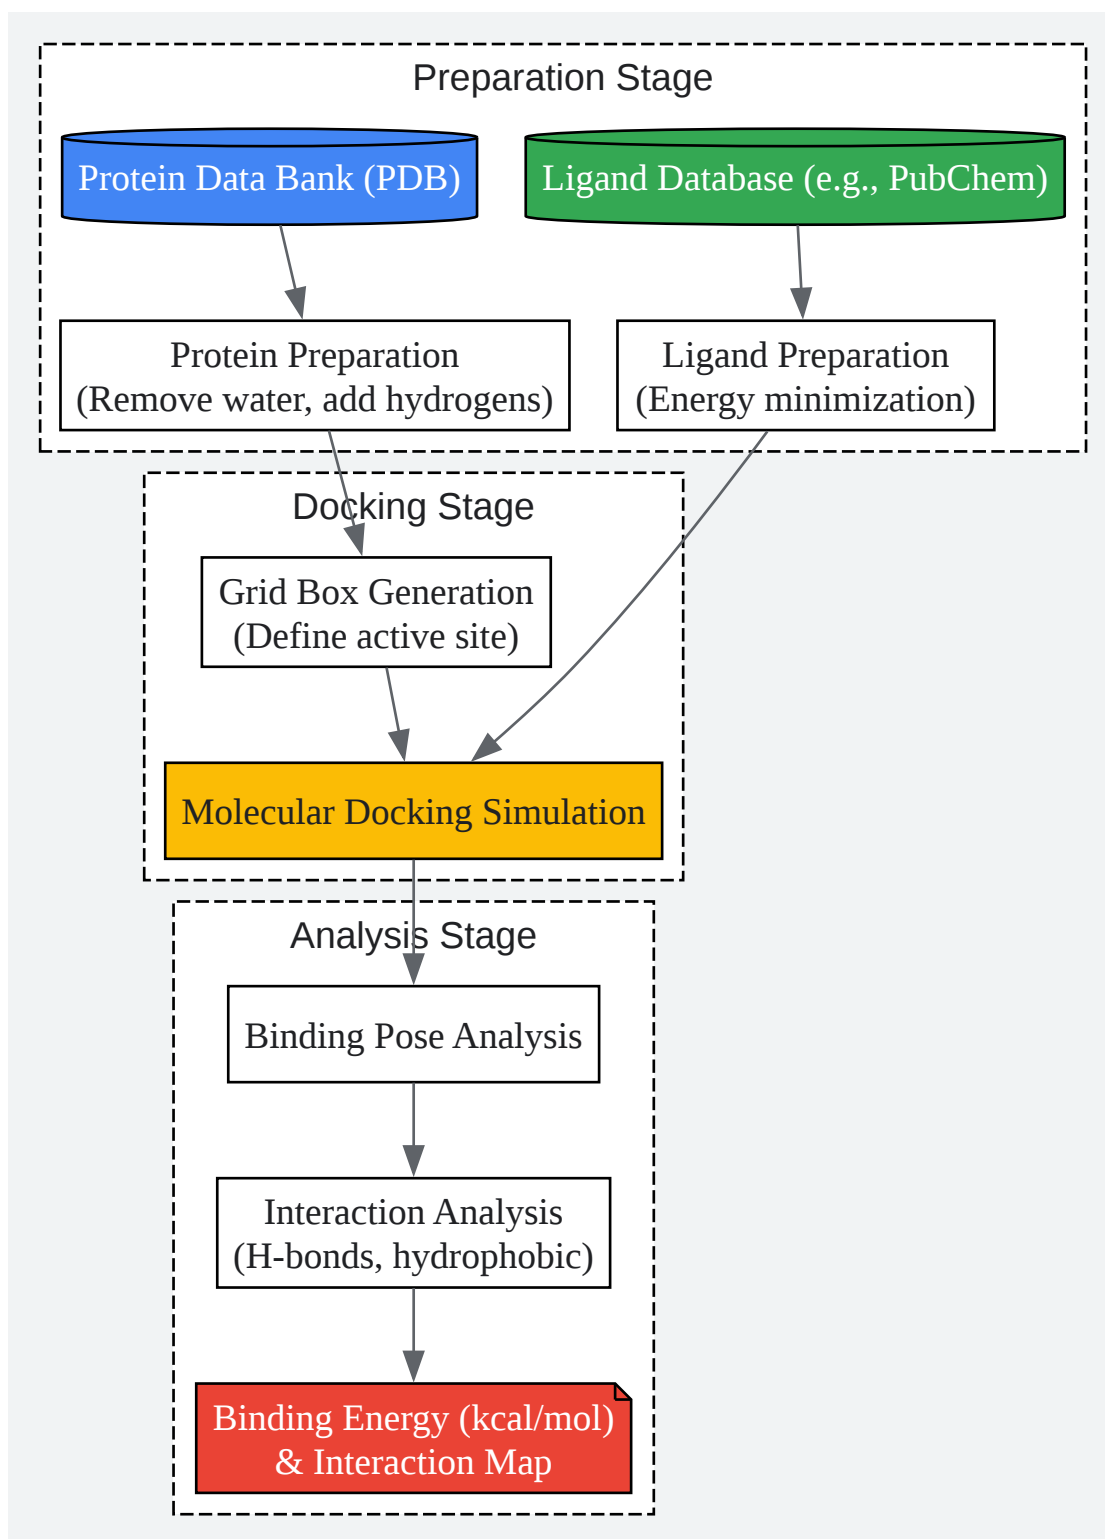 Preparation Stage
Protein Data Bank (PDB)
Ligand Database (e.g., PubChem)
Protein Preparation
(Remove water, add hydrogens)
Ligand Preparation
(Energy minimization)
Docking Stage
Grid Box Generation
(Define active site)
Molecular Docking Simulation
Analysis Stage
Binding Pose Analysis
Interaction Analysis
(H-bonds, hydrophobic)
Binding Energy (kcal/mol)
& Interaction Map